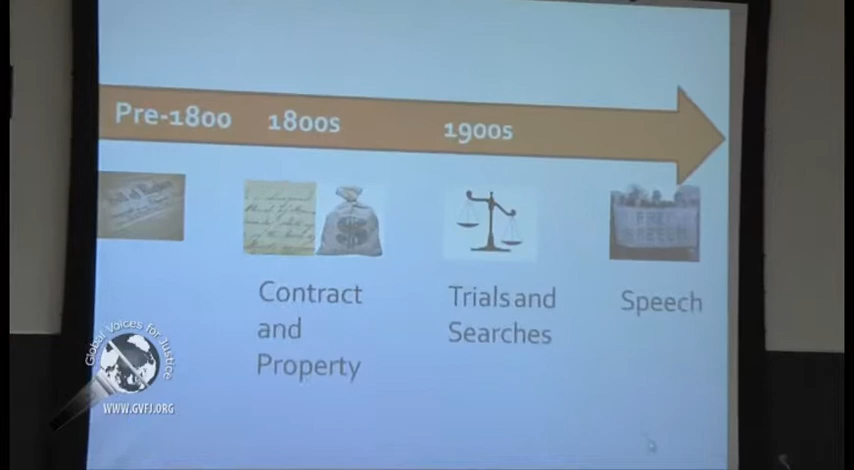 Pre-1800 1800s 1900s
FREE
SPEECH
Contract
and
Property
Trials and
Searches
Speech
Global Voices for Justice
WWW.GVFJ.ORG